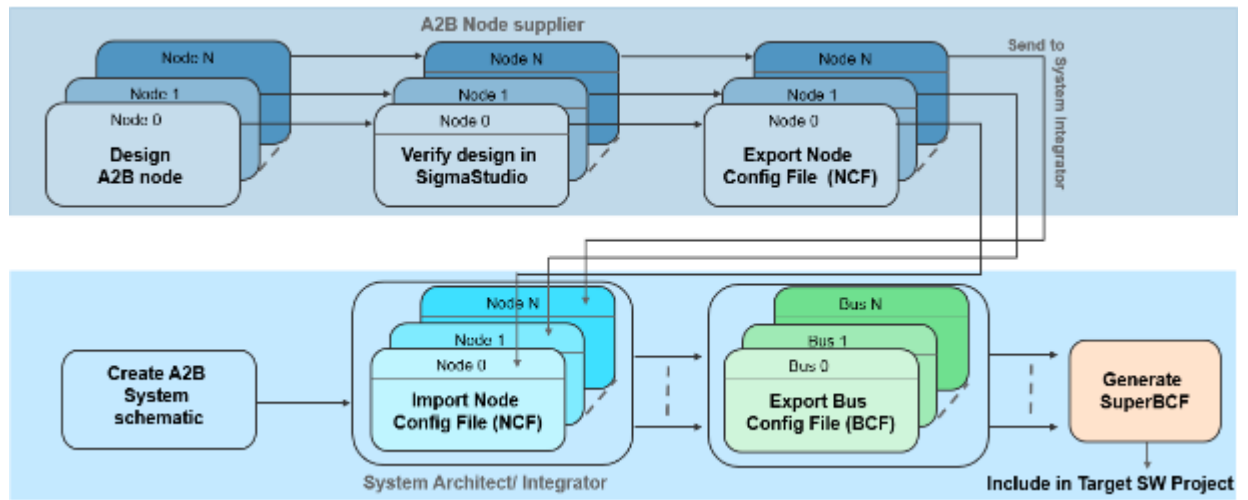 A2B Node supplier
Node N
Node 1
Node 0
Design
A2B node
Node N
Node 1
Node 0
Verify design in
SigmaStudio
Node N
Node 1
Node 0
Export Node
Config File (NCF)
Send to
System Integrator
Create A2B
System
schematic
Node N
Node 1
Node 0
Import Node
Config File (NCF)
System Architect/ Integrator
Bus N
Bus 1
Bus 0
Export Bus
Config File (BCF)
Generate
SuperBCF
Include in Target SW Project